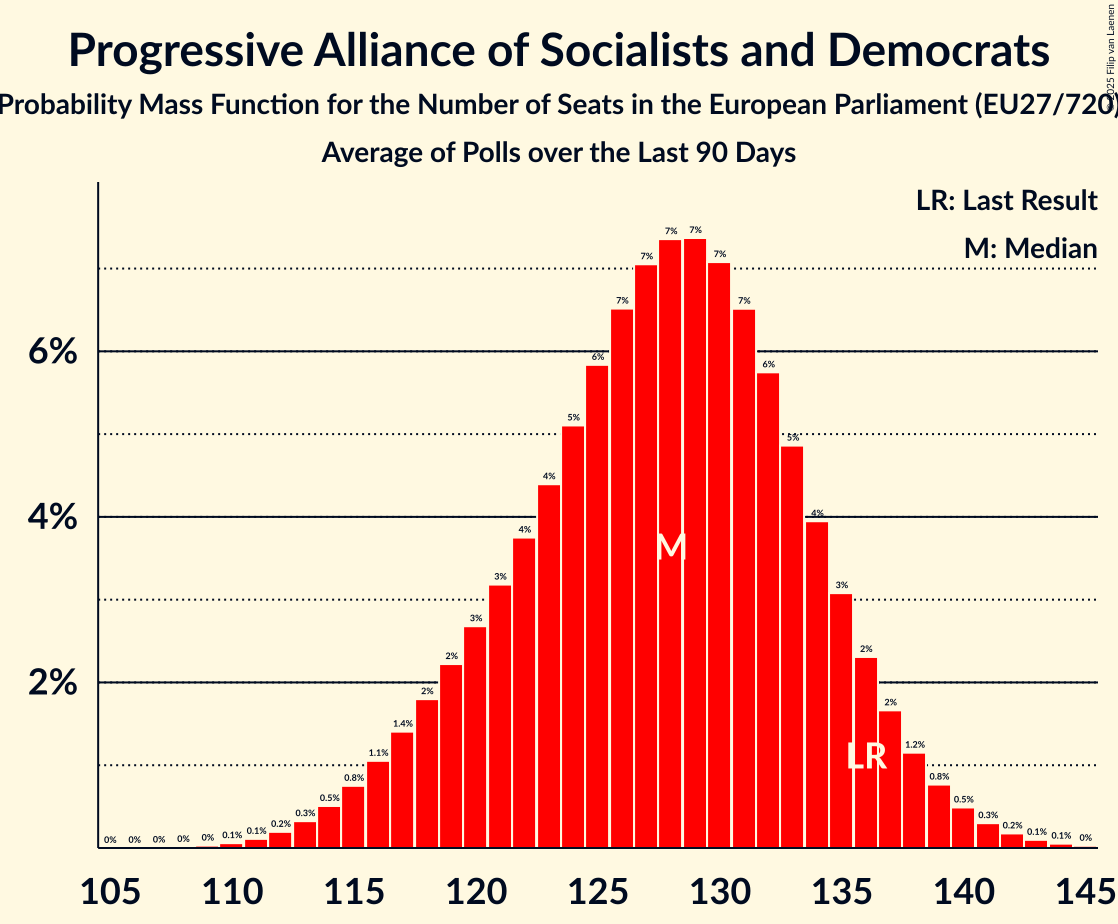 Progressive Alliance of Socialists and Democrats
Probability Mass Function for the Number of Seats in the European Parliament (EU27/720)
Average of Polls over the Last 90 Days
© 2025 Filip van Laenen
LR: Last Result
M: Median
6%
4%
2%
0% 0% 0% 0% 0% 0.1% 0.1% 0.2% 0.3% 0.5% 0.8% 1.1% 1.4% 2% 2% 3% 3% 4% 4% 5% 6% 7% 7% 7% 7% 7% 7% 6% 5% 4% 3% 2% 2% 1.2% 0.8% 0.5% 0.3% 0.2% 0.1% 0.1% 0%
M
LR
105 110 115 120 125 130 135 140 145